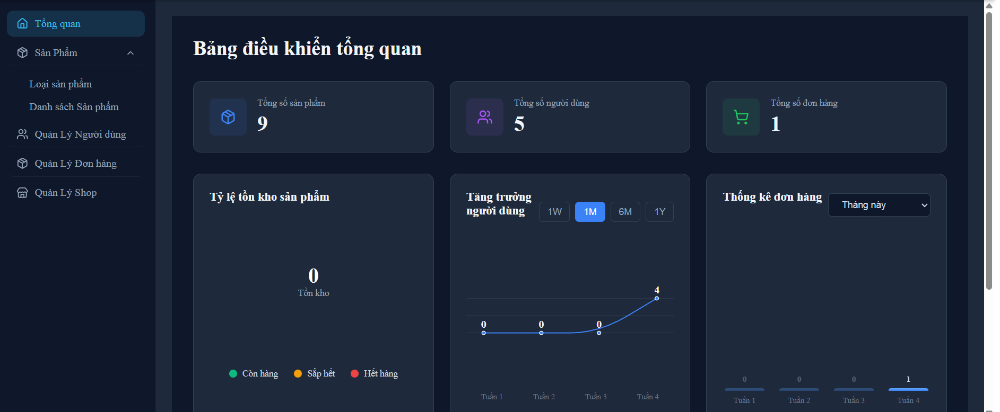 Tổng quan
Sản Phẩm
Loại sản phẩm
Danh sách Sản phẩm
Quản Lý Người dùng
Quản Lý Đơn hàng
Quản Lý Shop
Bảng điều khiển tổng quan
Tổng số sản phẩm
9
Tổng số người dùng
5
Tổng số đơn hàng
1
Tỷ lệ tồn kho sản phẩm
0
Tồn kho
Còn hàng
Sắp hết
Hết hàng
Tăng trưởng
người dùng
1W
1M
6M
1Y
0
0
0
4
Tuần 1
Tuần 2
Tuần 3
Tuần 4
Thống kê đơn hàng
Tháng này
0
0
0
1
Tuần 1
Tuần 2
Tuần 3
Tuần 4